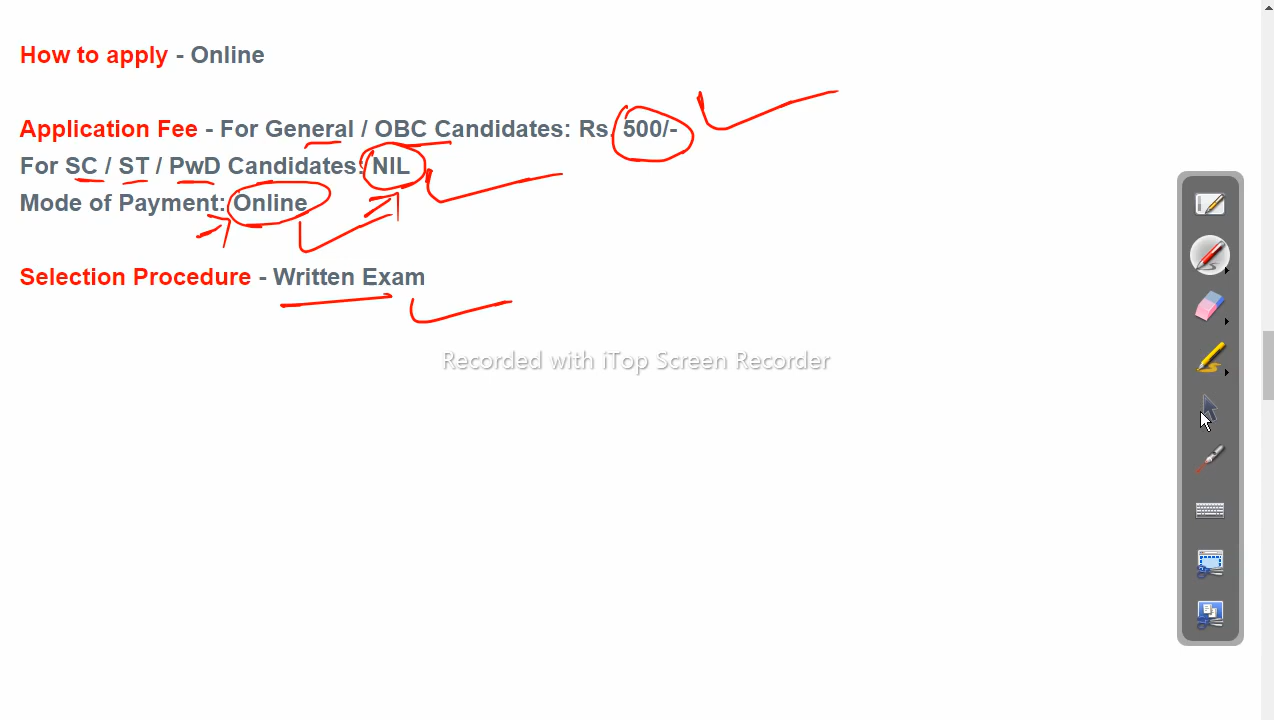 How to apply - Online
Application Fee - For General / OBC Candidates: Rs. 500/-
For SC / ST / PwD Candidates: NIL
Mode of Payment: Online
Selection Procedure - Written Exam
Recorded with iTop Screen Recorder